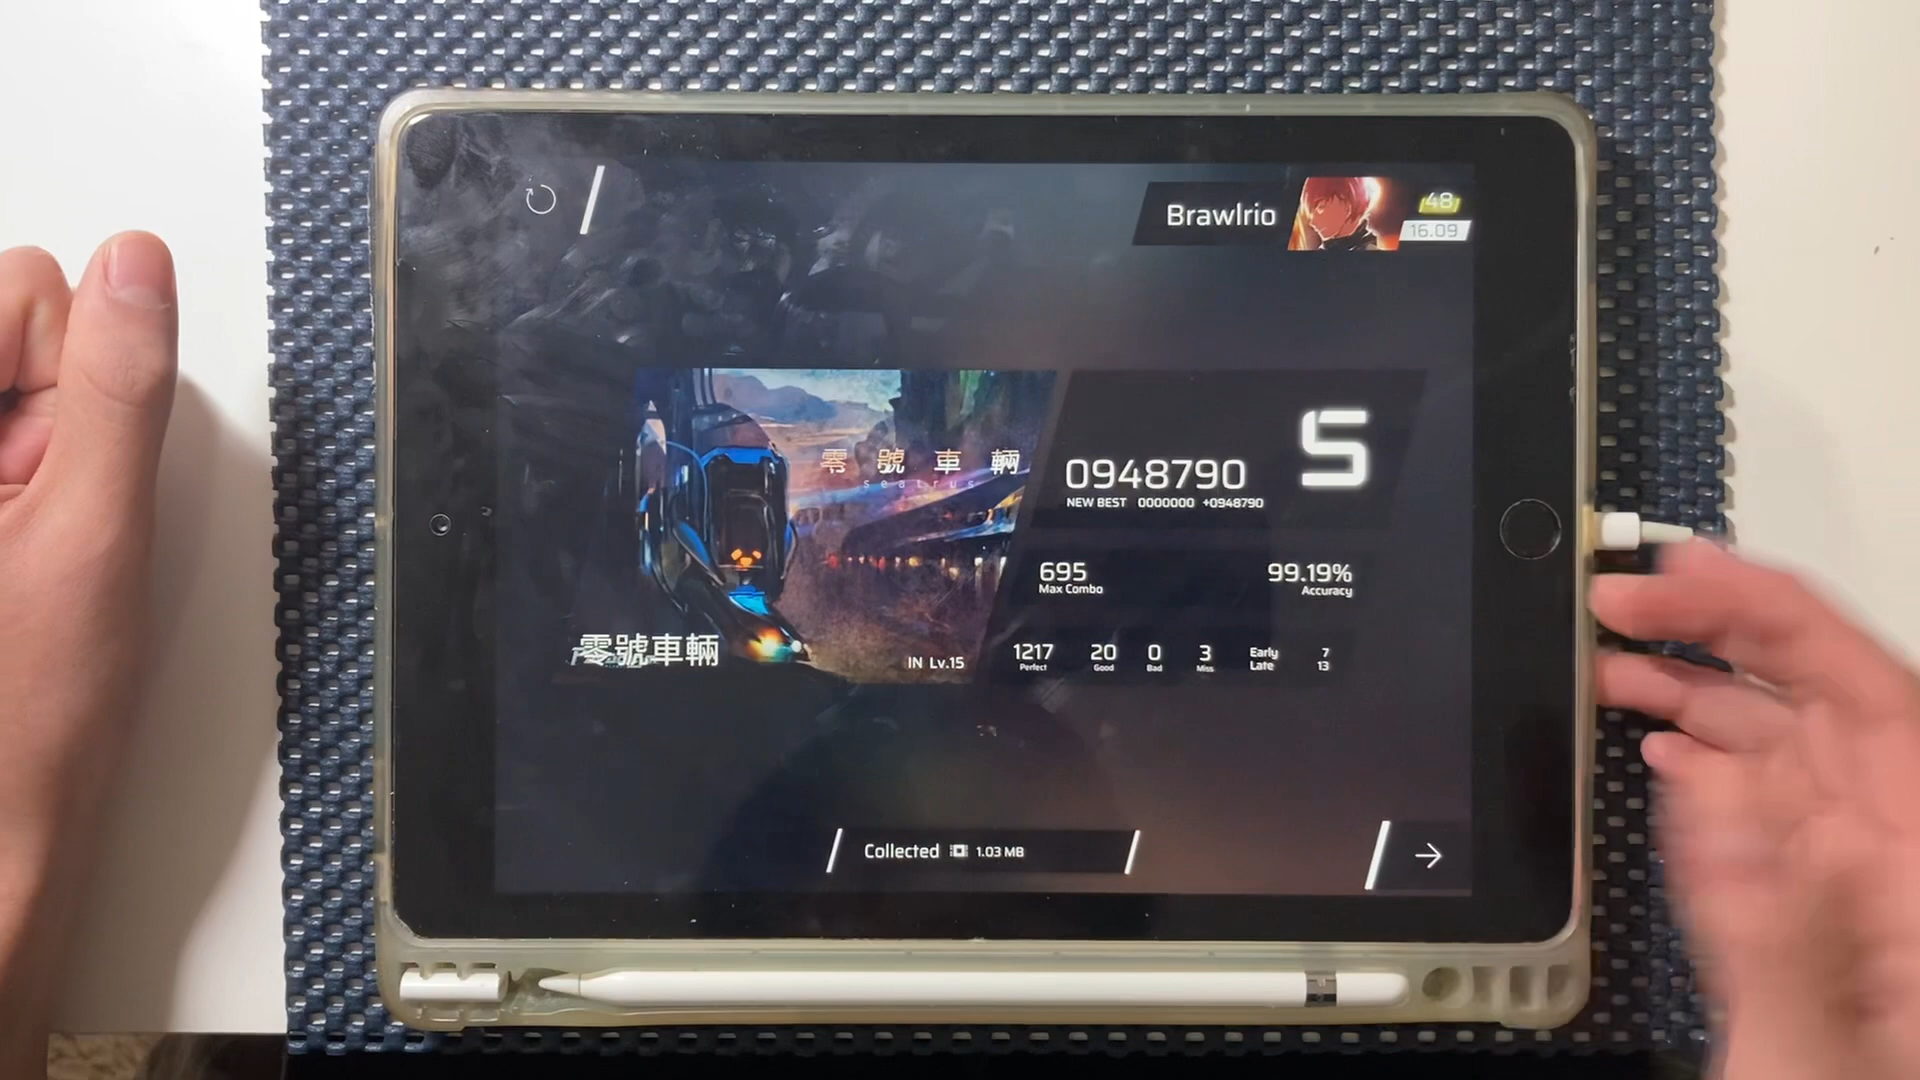 Brawlrio
48
16.09
零號車輛
seatrus
0948790
S
NEW BEST 0000000 +0948790
695
Max Combo
99.19%
Accuracy
零號車輛
IN Lv.15
1217
Perfect
20
Good
0
Bad
3
Miss
Early 7
Late 13
Collected 1.03 MB